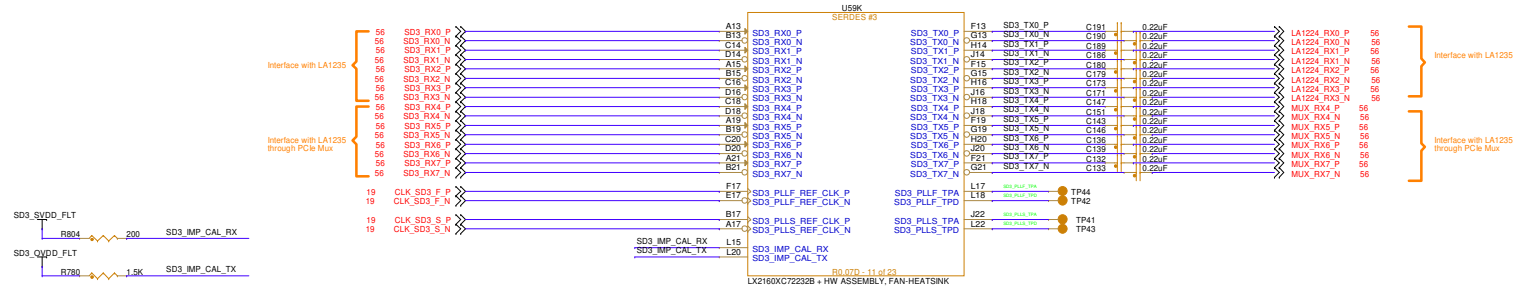 U59K
SERDES #3
56 SD3_RX0_P A13 SD3_RX0_P SD3_TX0_P F13 SD3_TX0_P C191 0.22uF LA1224_RX0_P 56
56 SD3_RX0_N B13 SD3_RX0_N SD3_TX0_N G13 SD3_TX0_N C190 0.22uF LA1224_RX0_N 56
56 SD3_RX1_P C14 SD3_RX1_P SD3_TX1_P H14 SD3_TX1_P C189 0.22uF LA1224_RX1_P 56
56 SD3_RX1_N D14 SD3_RX1_N SD3_TX1_N J14 SD3_TX1_N C186 0.22uF LA1224_RX1_N 56
Interface with LA1235
56 SD3_RX2_P A15 SD3_RX2_P SD3_TX2_P F15 SD3_TX2_P C180 0.22uF LA1224_RX2_P 56
Interface with LA1235
56 SD3_RX2_N B15 SD3_RX2_N SD3_TX2_N G15 SD3_TX2_N C179 0.22uF LA1224_RX2_N 56
56 SD3_RX3_P C16 SD3_RX3_P SD3_TX3_P H16 SD3_TX3_P C173 0.22uF LA1224_RX3_P 56
56 SD3_RX3_N D16 SD3_RX3_N SD3_TX3_N J16 SD3_TX3_N C171 0.22uF LA1224_RX3_N 56
56 SD3_RX4_P C18 SD3_RX4_P SD3_TX4_P H18 SD3_TX4_P C147 0.22uF MUX_RX4_P 56
56 SD3_RX4_N D18 SD3_RX4_N SD3_TX4_N J18 SD3_TX4_N C151 0.22uF MUX_RX4_N 56
56 SD3_RX5_P A19 SD3_RX5_P SD3_TX5_P F19 SD3_TX5_P C143 0.22uF MUX_RX5_P 56
56 SD3_RX5_N B19 SD3_RX5_N SD3_TX5_N G19 SD3_TX5_N C146 0.22uF MUX_RX5_N 56
Interface with LA1235
through PCIe Mux
56 SD3_RX6_P C20 SD3_RX6_P SD3_TX6_P H20 SD3_TX6_P C136 0.22uF MUX_RX6_P 56
Interface with LA1235
through PCIe Mux
56 SD3_RX6_N D20 SD3_RX6_N SD3_TX6_N J20 SD3_TX6_N C139 0.22uF MUX_RX6_N 56
56 SD3_RX7_P A21 SD3_RX7_P SD3_TX7_P F21 SD3_TX7_P C132 0.22uF MUX_RX7_P 56
56 SD3_RX7_N B21 SD3_RX7_N SD3_TX7_N G21 SD3_TX7_N C133 0.22uF MUX_RX7_N 56
19 CLK_SD3_F_P F17 SD3_PLLF_REF_CLK_P SD3_PLLF_TPA L17 SD3_PLLF_TPA TP44
19 CLK_SD3_F_N E17 SD3_PLLF_REF_CLK_N SD3_PLLF_TPD L18 SD3_PLLF_TPD TP42
19 CLK_SD3_S_P B17 SD3_PLLS_REF_CLK_P SD3_PLLS_TPA J22 SD3_PLLS_TPA TP41
19 CLK_SD3_S_N A17 SD3_PLLS_REF_CLK_N SD3_PLLS_TPD L22 SD3_PLLS_TPD TP43
SD3_SVDD_FLT
R804 200 SD3_IMP_CAL_RX
SD3_IMP_CAL_RX L15 SD3_IMP_CAL_RX
SD3_IMP_CAL_TX L20 SD3_IMP_CAL_TX
SD3_OVDD_FLT
R780 1.5K SD3_IMP_CAL_TX
R0.07D - 11 of 23
LX2160XC72232B + HW ASSEMBLY, FAN-HEATSINK